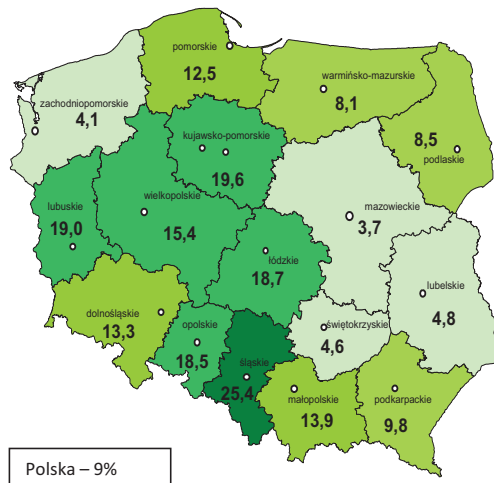 pomorskie
12,5
warmińsko-mazurskie
8,1
zachodniopomorskie
4,1
8,5
podlaskie
kujawsko-pomorskie
19,6
mazowieckie
3,7
lubuskie
19,0
wielkopolskie
15,4
łódzkie
18,7
lubelskie
4,8
dolnośląskie
13,3
opolskie
18,5
świętokrzyskie
4,6
śląskie
25,4
małopolskie
13,9
podkarpackie
9,8
Polska – 9%